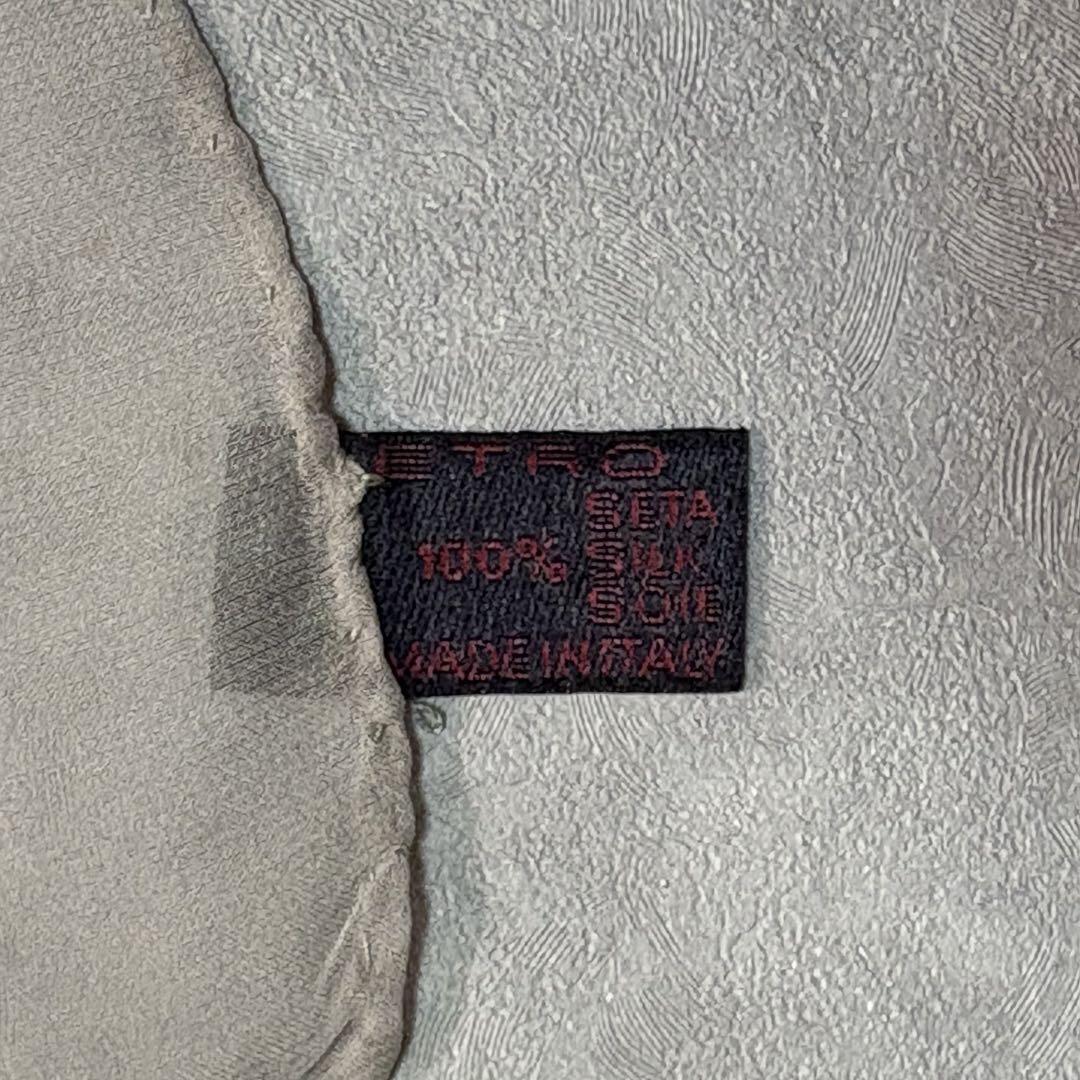 ETRO
SETA
100% SILK
SOIE
MADE IN ITALY